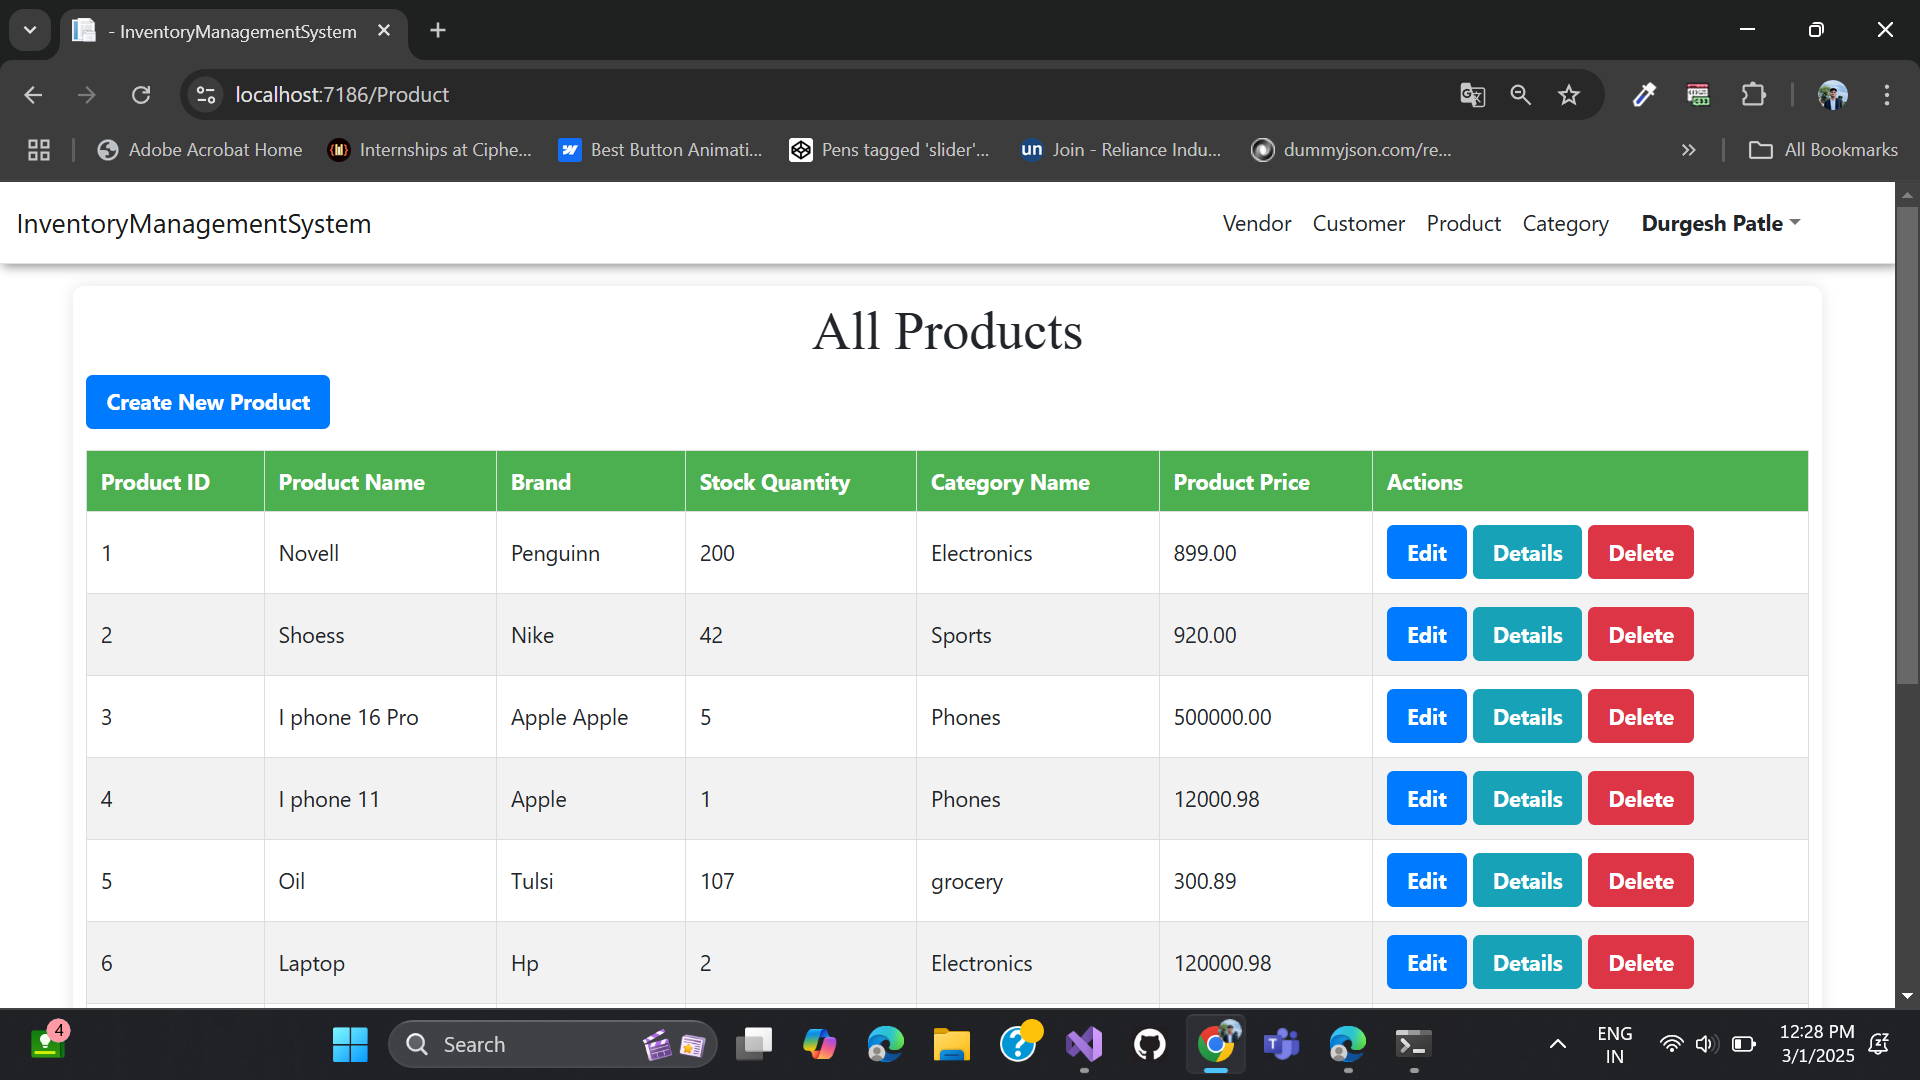 - InventoryManagementSystem
localhost:7186/Product
Adobe Acrobat Home Internships at Ciphe... Best Button Animati... Pens tagged 'slider'... Join - Reliance Indu... dummyjson.com/re... All Bookmarks
InventoryManagementSystem Vendor Customer Product Category Durgesh Patle
All Products
Create New Product
Product ID Product Name Brand Stock Quantity Category Name Product Price Actions
1 Novell Penguinn 200 Electronics 899.00 Edit Details Delete
2 Shoess Nike 42 Sports 920.00 Edit Details Delete
3 I phone 16 Pro Apple Apple 5 Phones 500000.00 Edit Details Delete
4 I phone 11 Apple 1 Phones 12000.98 Edit Details Delete
5 Oil Tulsi 107 grocery 300.89 Edit Details Delete
6 Laptop Hp 2 Electronics 120000.98 Edit Details Delete
4 Search ENG 12:28 PM
IN 3/1/2025